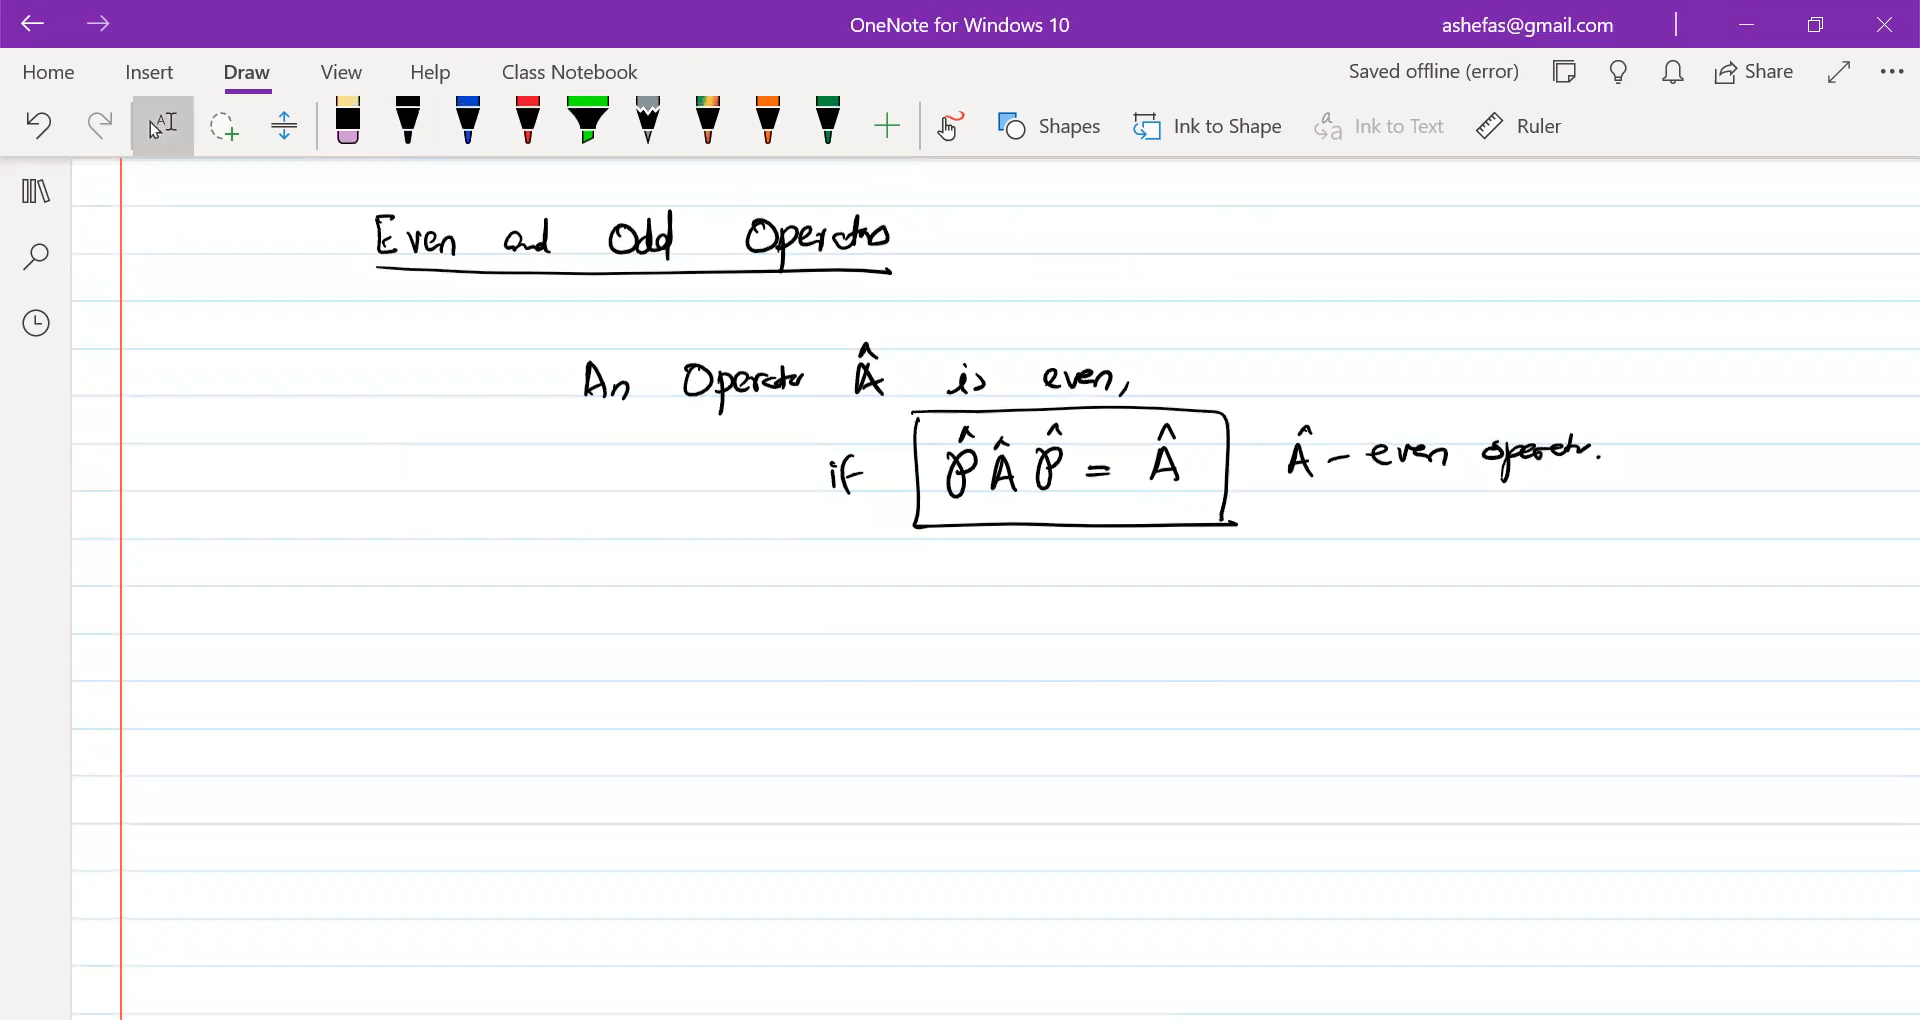 OneNote for Windows 10
ashefas@gmail.com
Home Insert Draw View Help Class Notebook
Saved offline (error) Share
Shapes Ink to Shape Ink to Text Ruler
Even and Odd Operators
An Operator Â is even,
if P̂ Â P̂ = Â Â – even operator.